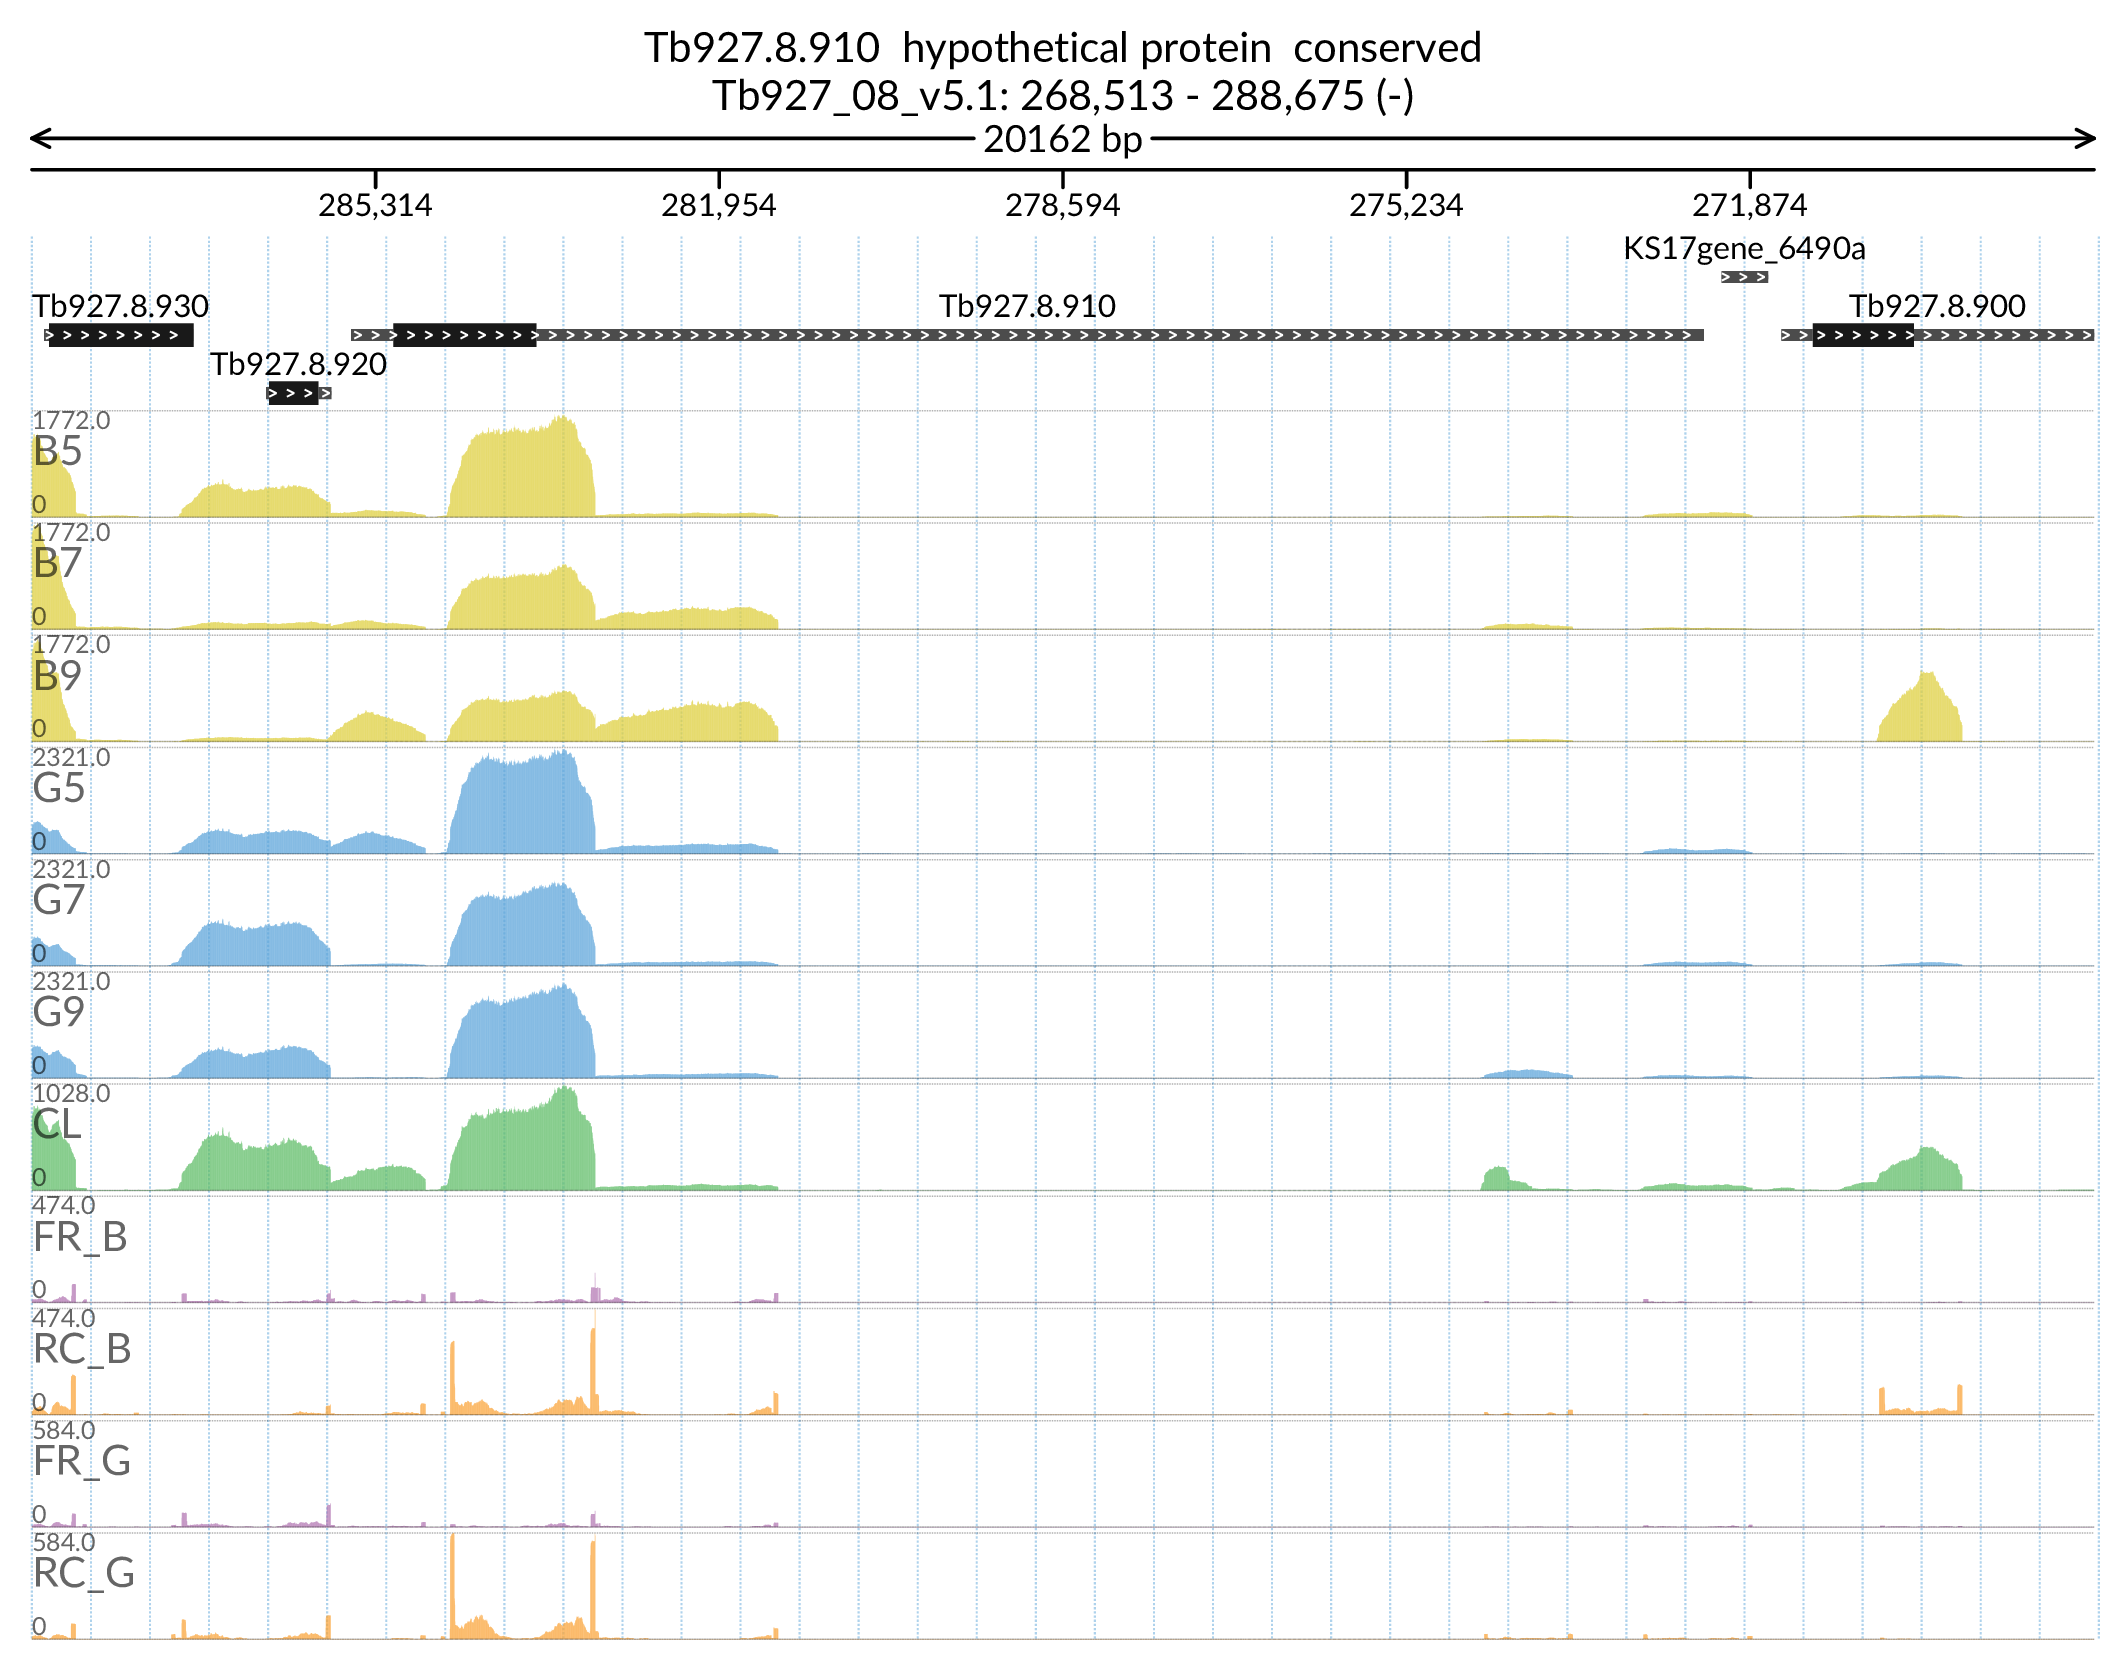 Tb927.8.910  hypothetical protein  conserved
Tb927_08_v5.1: 268,513 - 288,675 (-)
20162 bp
285,314 281,954 278,594 275,234 271,874
KS17gene_6490a
Tb927.8.930 Tb927.8.910 Tb927.8.900
Tb927.8.920
1772.0
B5
0
1772.0
B7
0
1772.0
B9
0
2321.0
G5
0
2321.0
G7
0
2321.0
G9
0
1028.0
CL
0
474.0
FR_B
0
474.0
RC_B
0
584.0
FR_G
0
584.0
RC_G
0